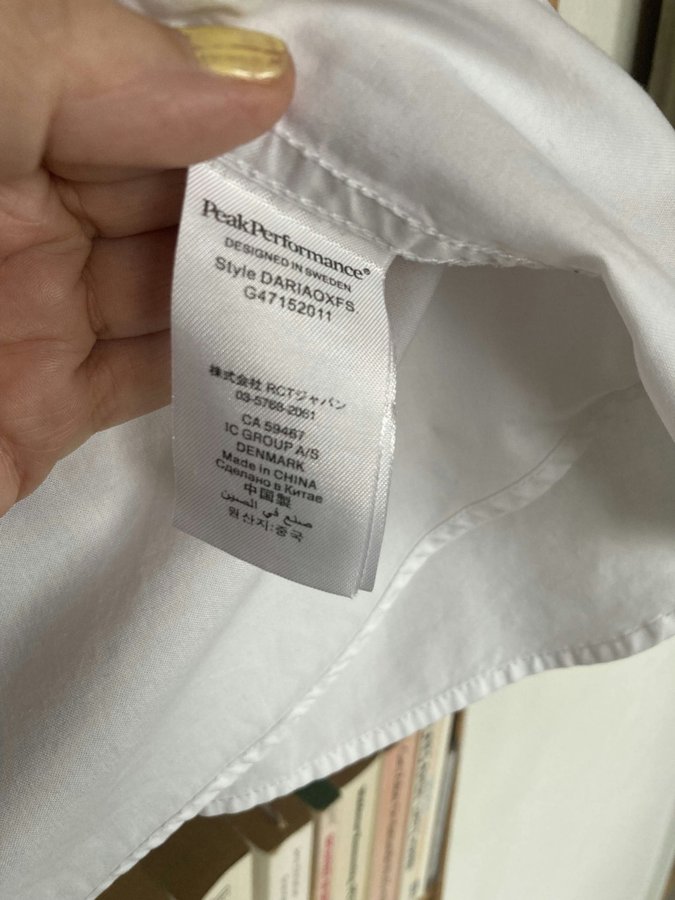 PeakPerformance®
DESIGNED IN SWEDEN
Style DARIAOXFS
G47152011
株式会社 RCTジャパン
03-5768-2061
CA 59467
IC GROUP A/S
DENMARK
Made in CHINA
Сделано в Китае
中国製
صنع في الصين
원산지:중국